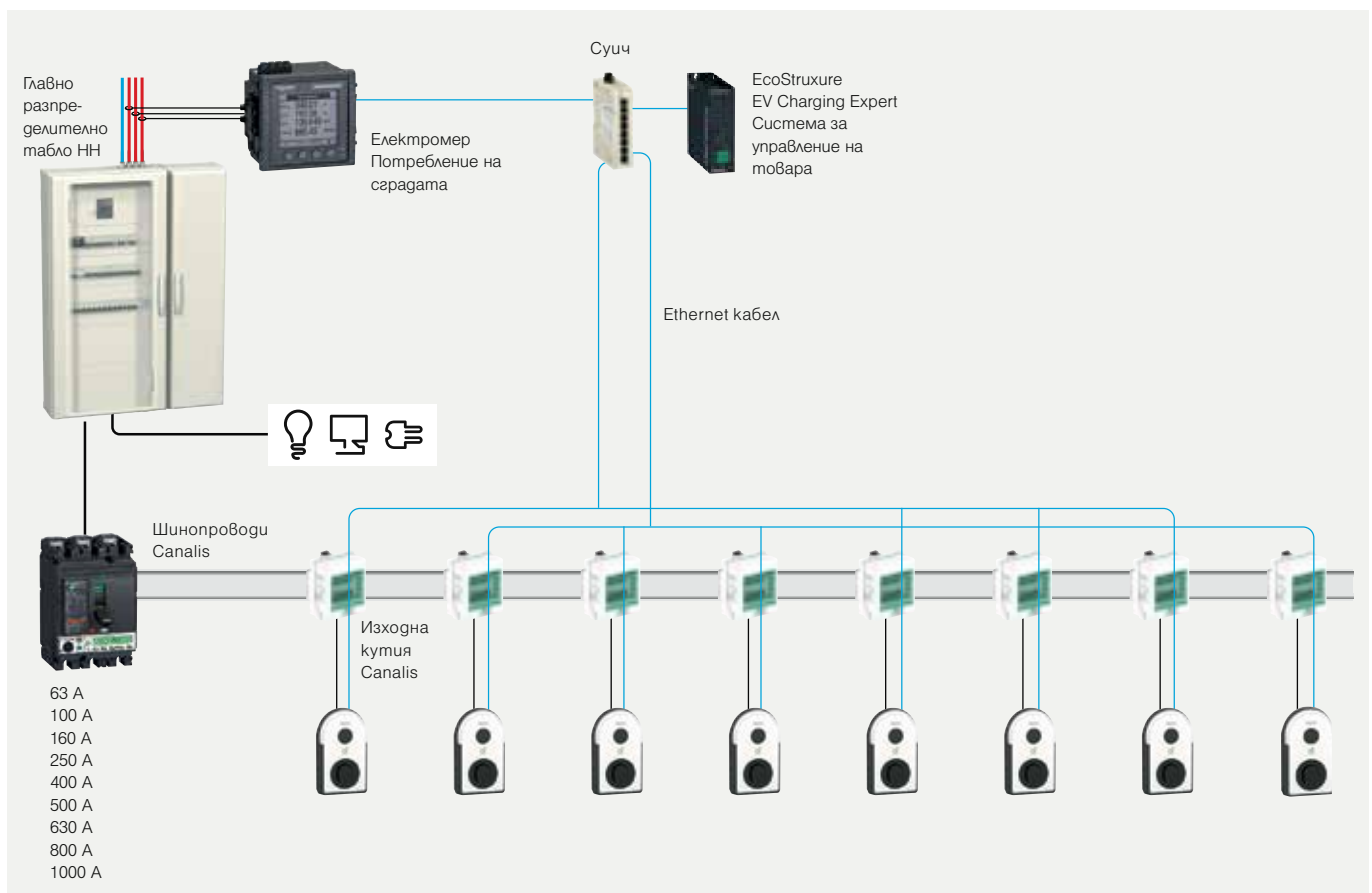 Суич
Главно
разпре-
делително
табло НН
EcoStruxure
EV Charging Expert
Система за
управление на
товара
Електромер
Потребление на
сградата
Ethernet кабел
Шинопроводи
Canalis
Изходна
кутия
Canalis
63 A
100 A
160 A
250 A
400 A
500 A
630 A
800 A
1000 A